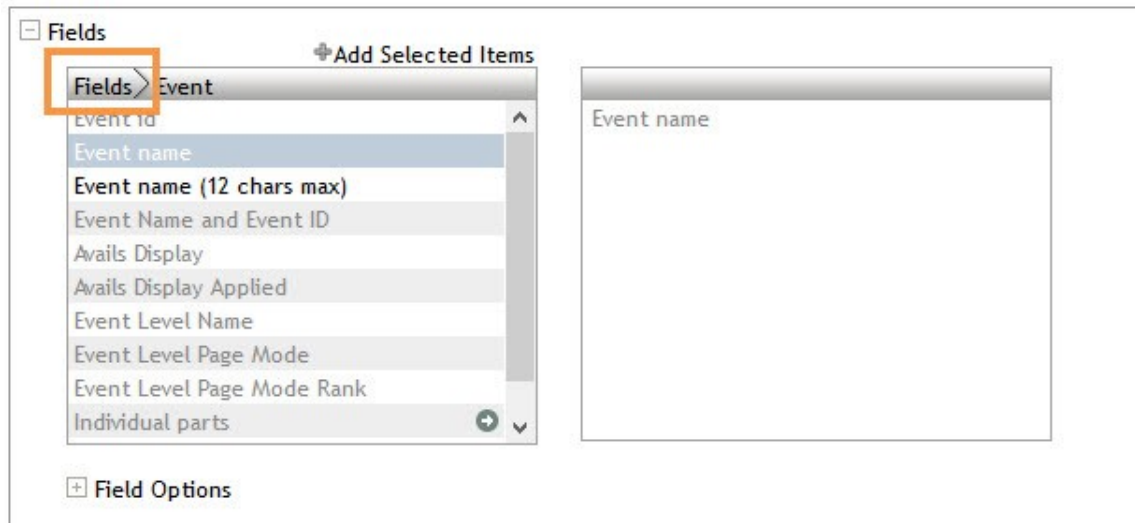 Fields
Add Selected Items
Fields Event
Event id
Event name
Event name (12 chars max)
Event Name and Event ID
Avails Display
Avails Display Applied
Event Level Name
Event Level Page Mode
Event Level Page Mode Rank
Individual parts
Event name
Field Options